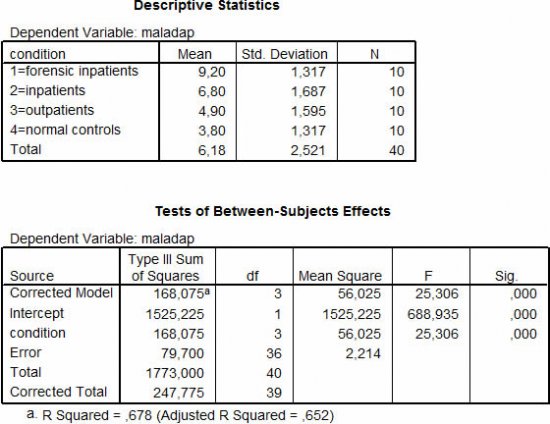 Descriptive Statistics
Dependent Variable: maladap
condition Mean Std. Deviation N
1=forensic inpatients 9,20 1,317 10
2=inpatients 6,80 1,687 10
3=outpatients 4,90 1,595 10
4=normal controls 3,80 1,317 10
Total 6,18 2,521 40
Tests of Between-Subjects Effects
Dependent Variable: maladap
Type III Sum
Source of Squares df Mean Square F Sig.
Corrected Model 168,075a 3 56,025 25,306 ,000
Intercept 1525,225 1 1525,225 688,935 ,000
condition 168,075 3 56,025 25,306 ,000
Error 79,700 36 2,214
Total 1773,000 40
Corrected Total 247,775 39
a. R Squared = ,678 (Adjusted R Squared = ,652)